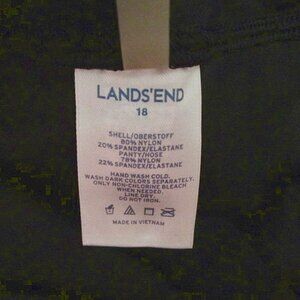 LANDS'END
18
SHELL/OBERSTOFF
80% NYLON
20% SPANDEX/ELASTANE
PANTY/HOSE
78% NYLON
22% SPANDEX/ELASTANE
HAND WASH COLD.
WASH DARK COLORS SEPARATELY.
ONLY NON-CHLORINE BLEACH
WHEN NEEDED.
LINE DRY.
DO NOT IRON.
MADE IN VIETNAM